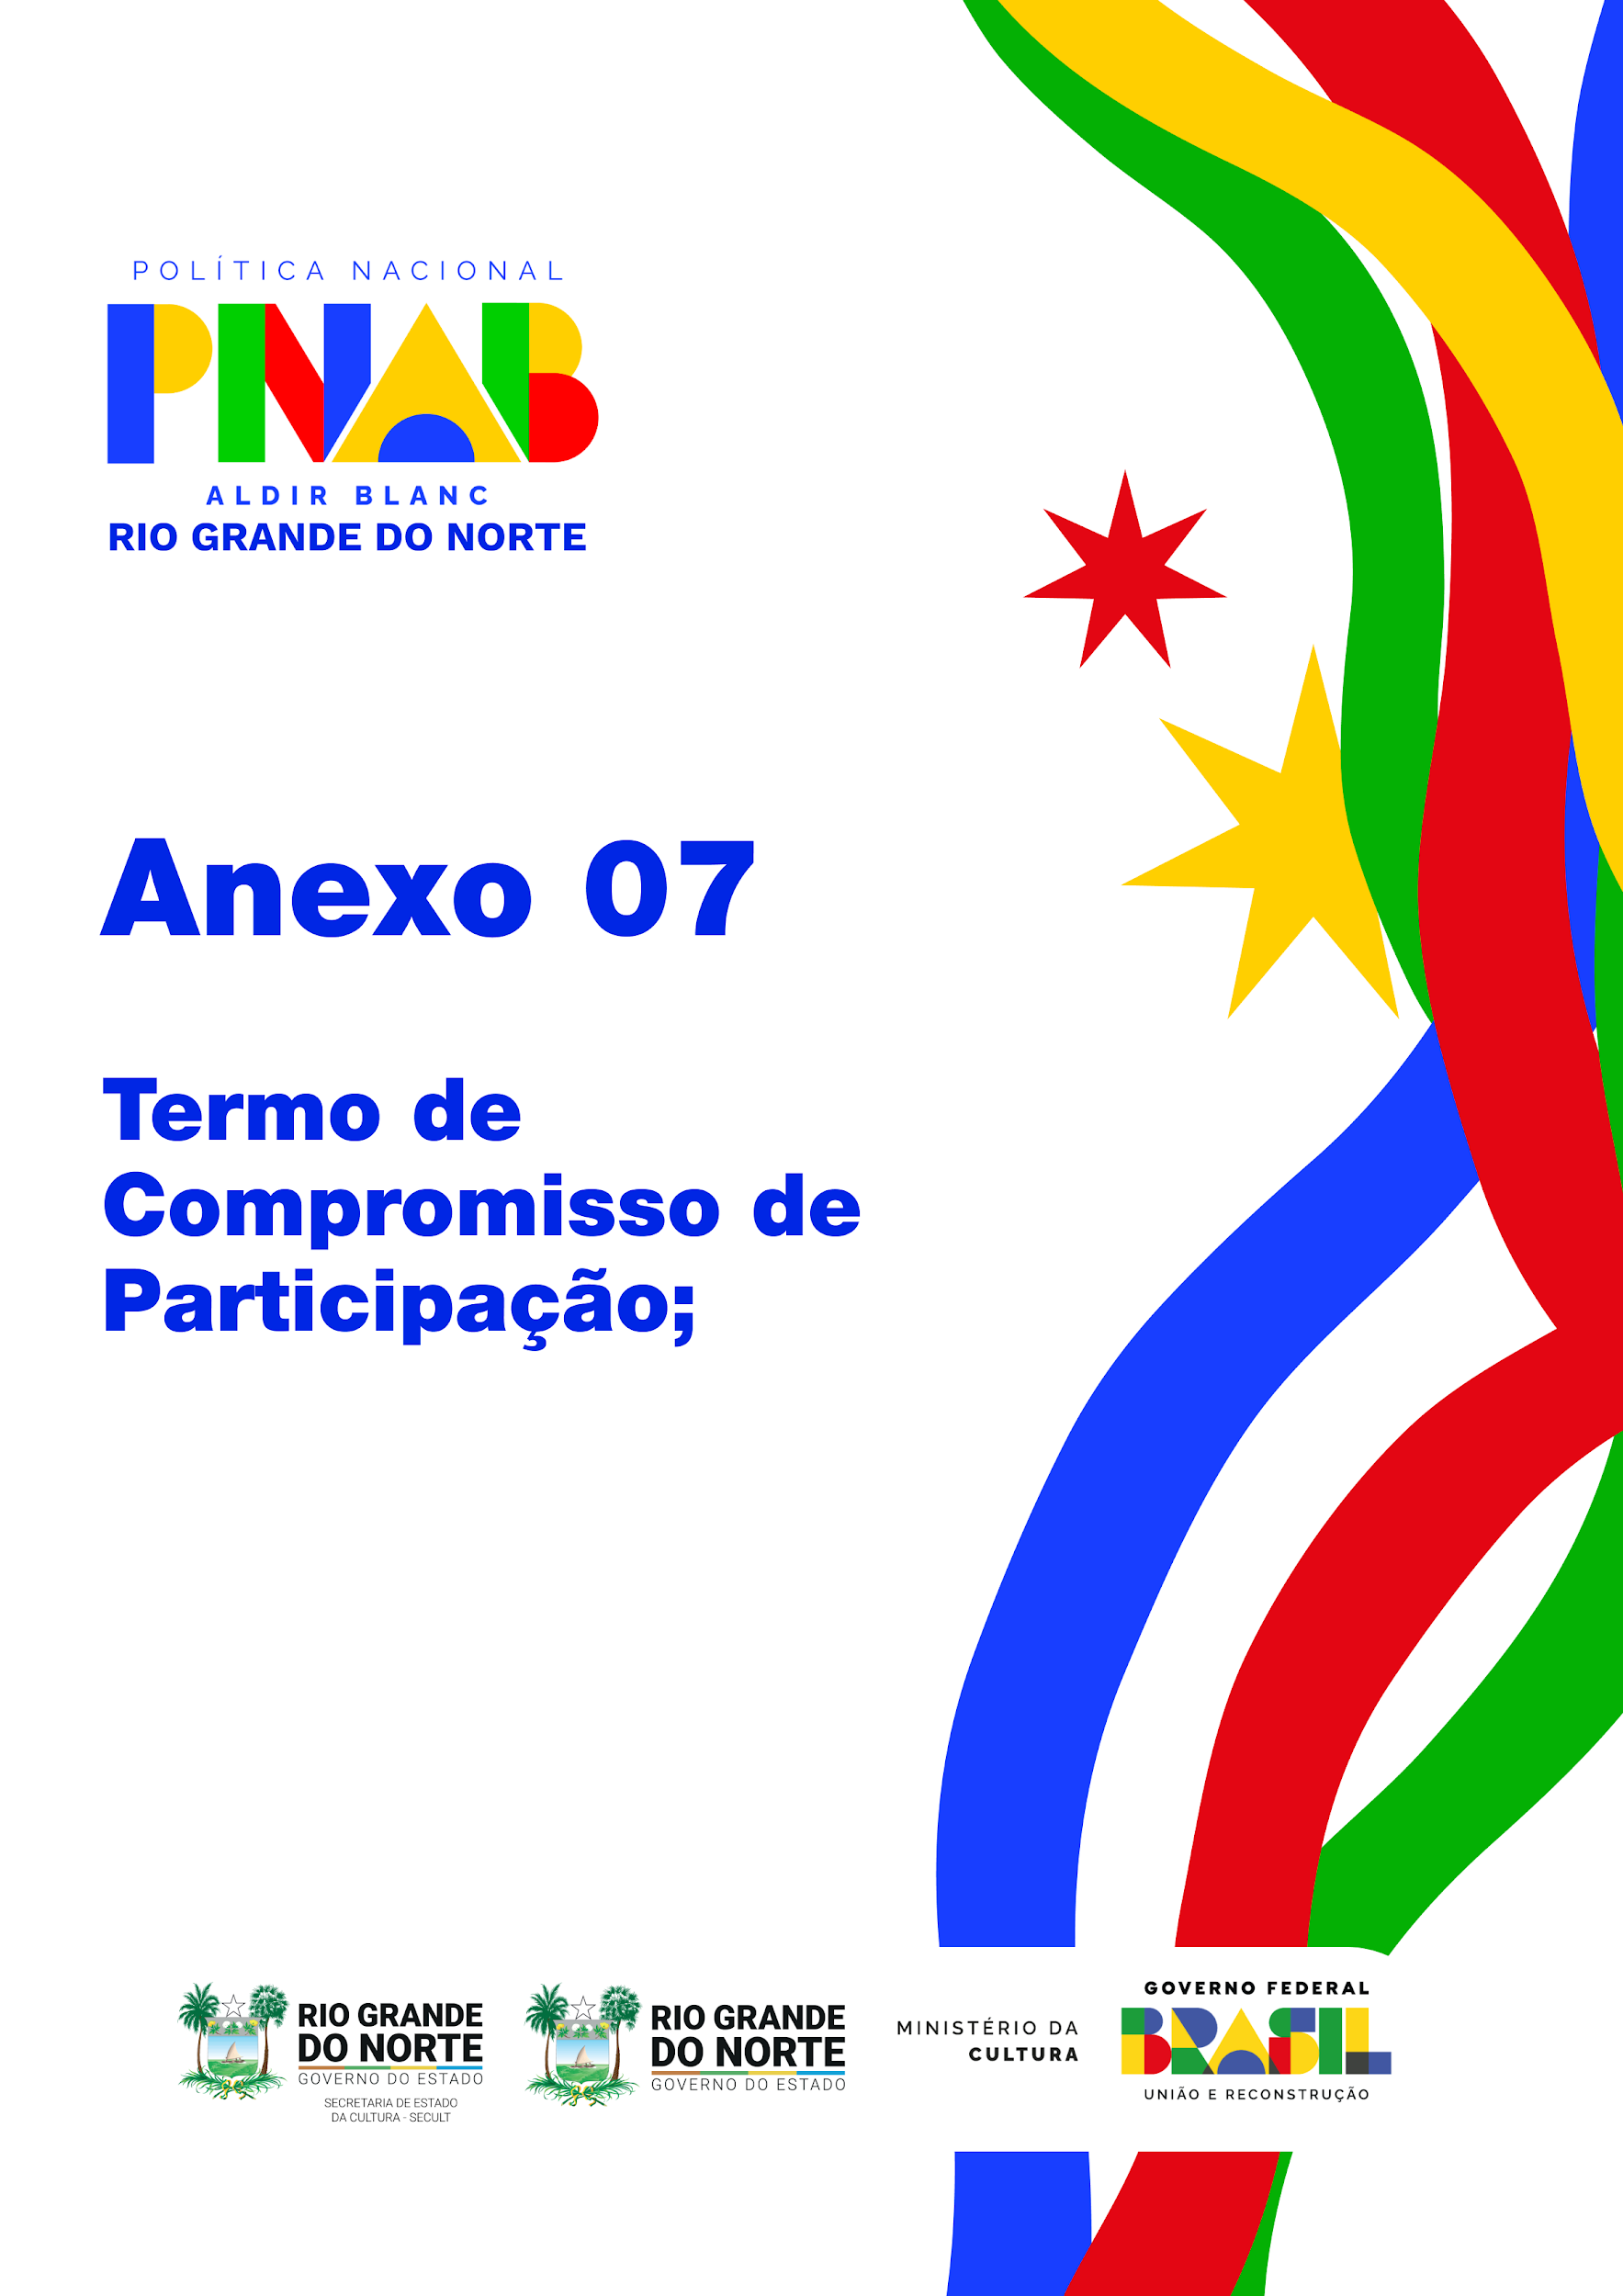 POLÍTICA NACIONAL
PNAB
ALDIR BLANC
RIO GRANDE DO NORTE
Anexo 07
Termo de
Compromisso de
Participação;
RIO GRANDE
DO NORTE
GOVERNO DO ESTADO
SECRETARIA DE ESTADO
DA CULTURA - SECULT
RIO GRANDE
DO NORTE
GOVERNO DO ESTADO
MINISTÉRIO DA
CULTURA
GOVERNO FEDERAL
BRASIL
UNIÃO E RECONSTRUÇÃO